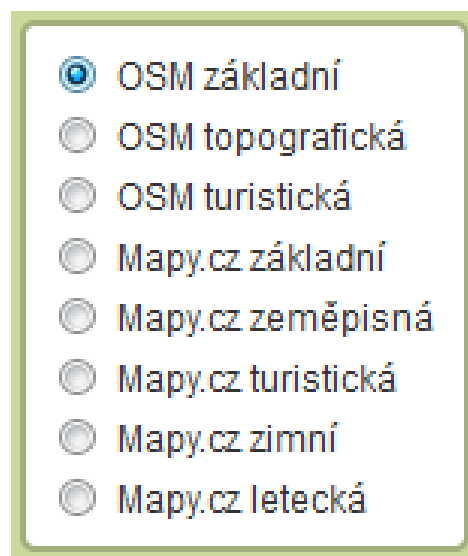 OSM základní
OSM topografická
OSM turistická
Mapy.cz základní
Mapy.cz zeměpisná
Mapy.cz turistická
Mapy.cz zimní
Mapy.cz letecká